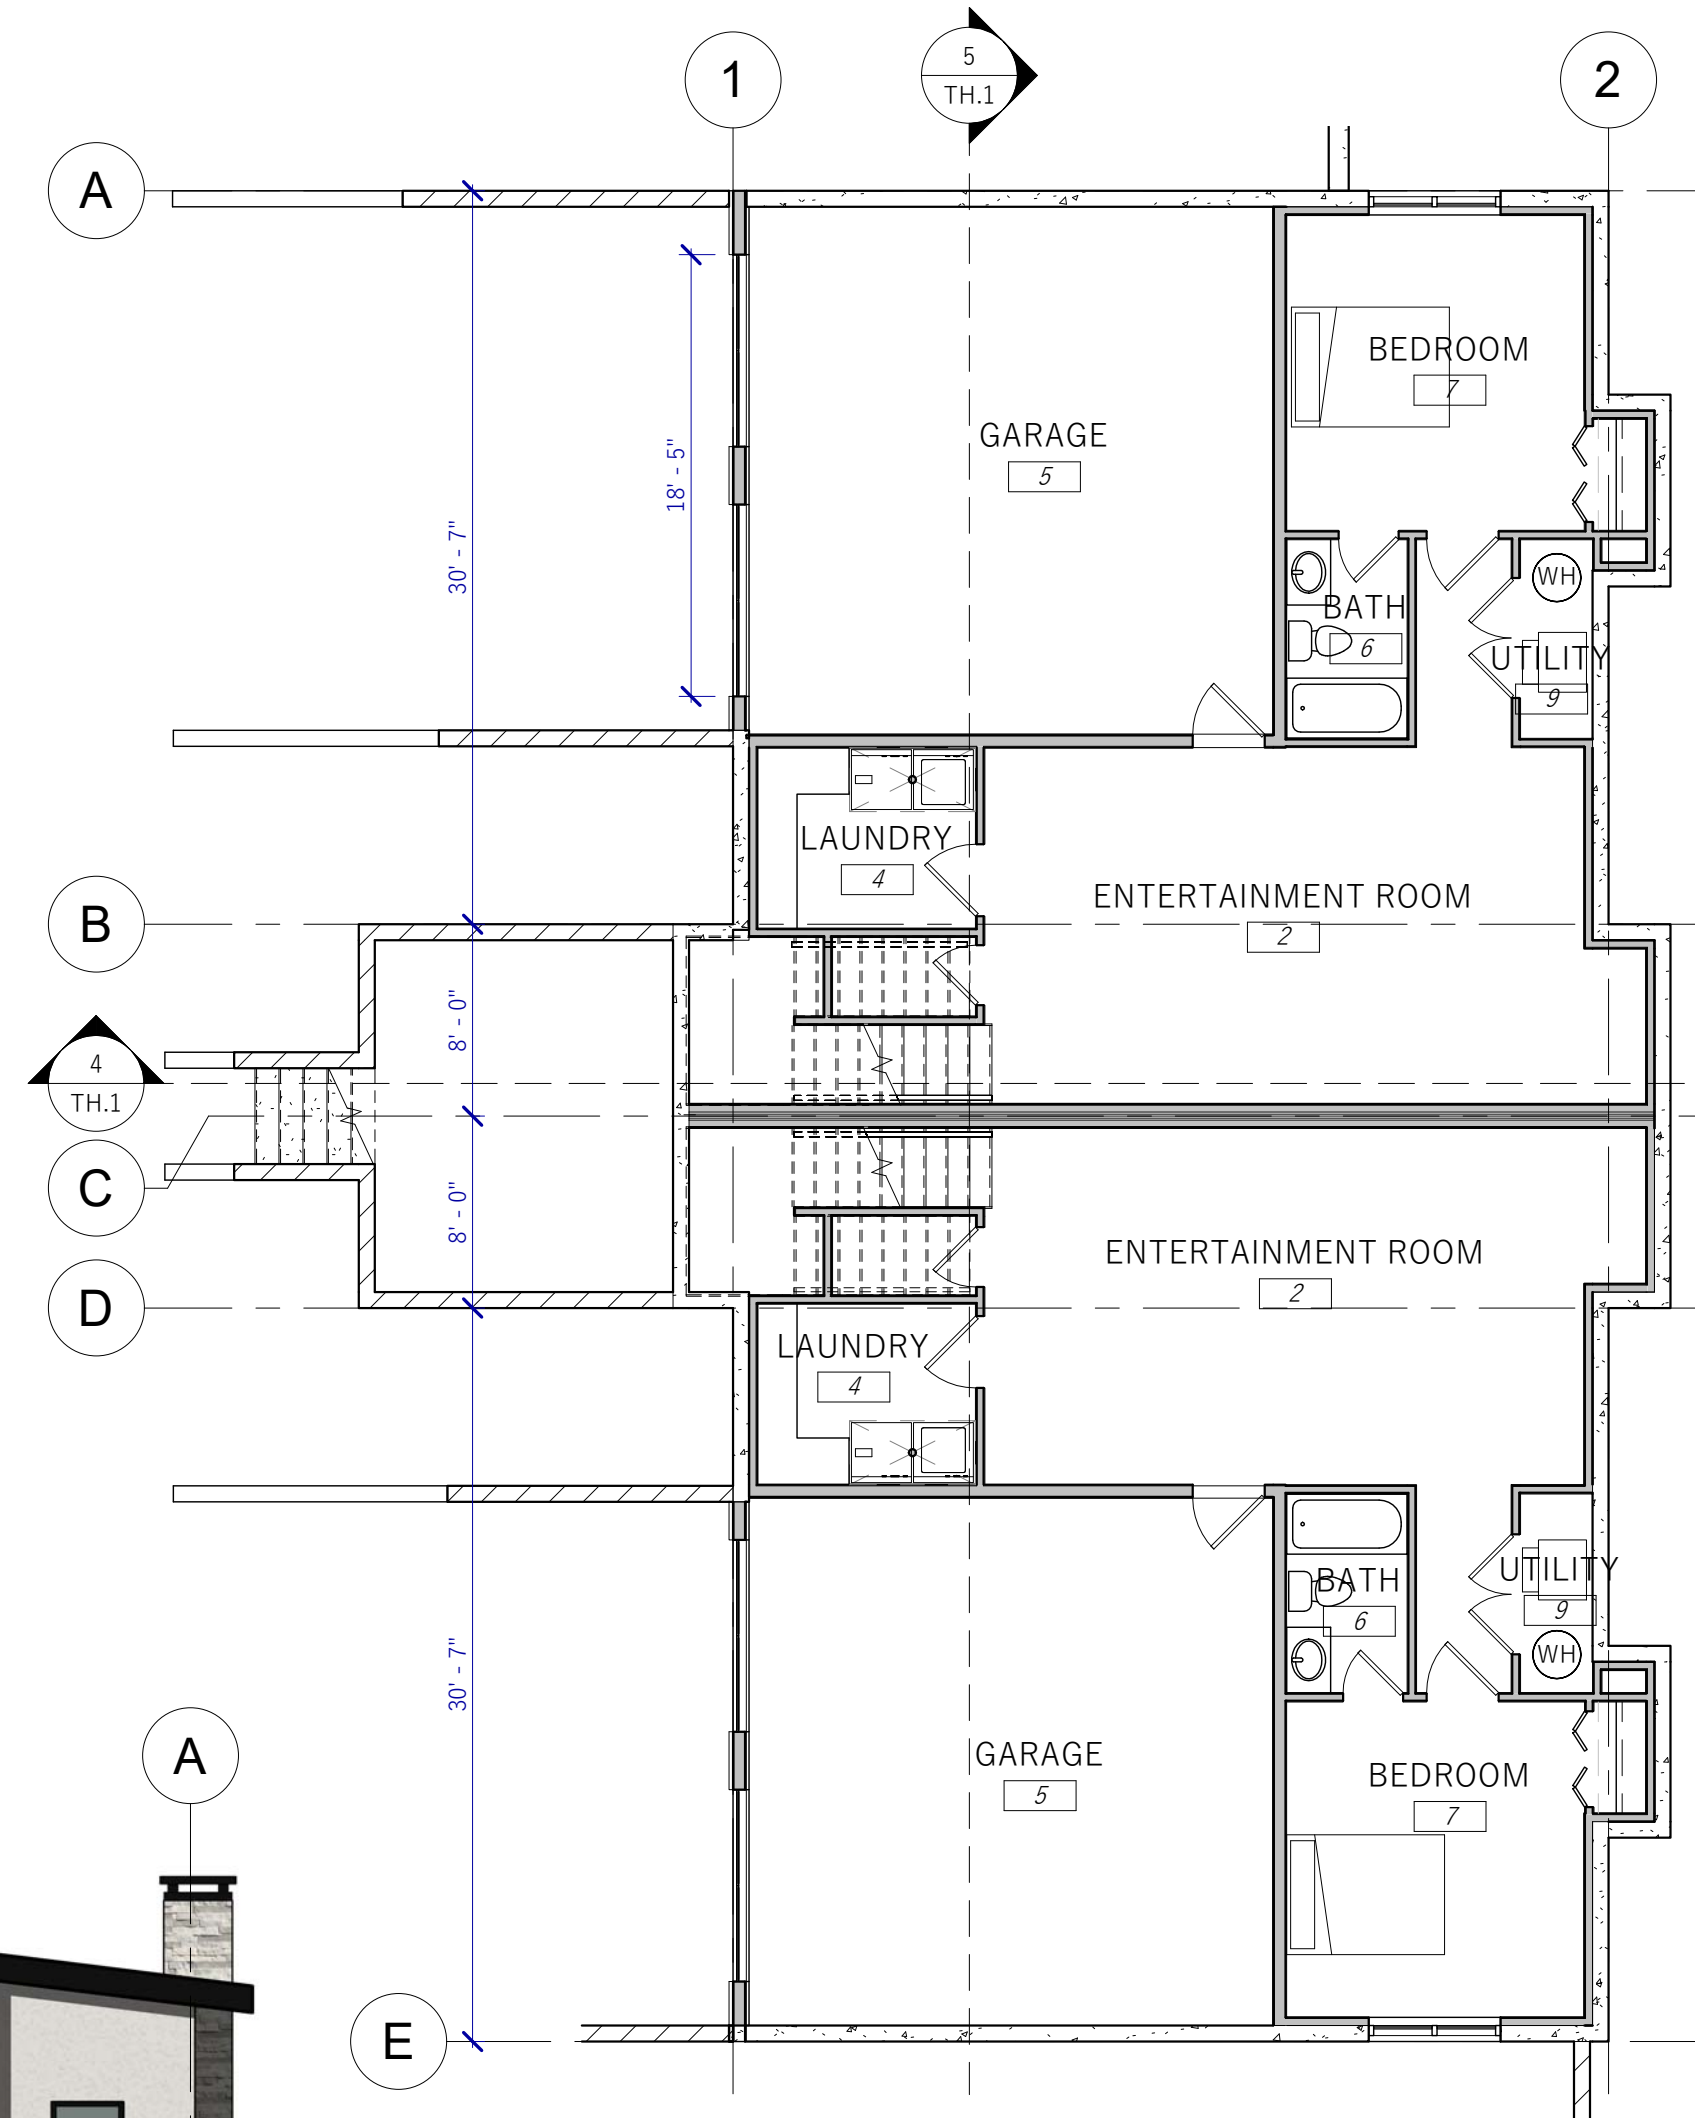 1
5
TH.1
2
A
18' - 5"
30' - 7"
GARAGE
5
BEDROOM
7
BATH
6
WH
UTILITY
9
LAUNDRY
4
ENTERTAINMENT ROOM
2
B
8' - 0"
4
TH.1
C
8' - 0"
D
ENTERTAINMENT ROOM
2
LAUNDRY
4
BATH
6
UTILITY
9
WH
30' - 7"
GARAGE
5
BEDROOM
7
A
E